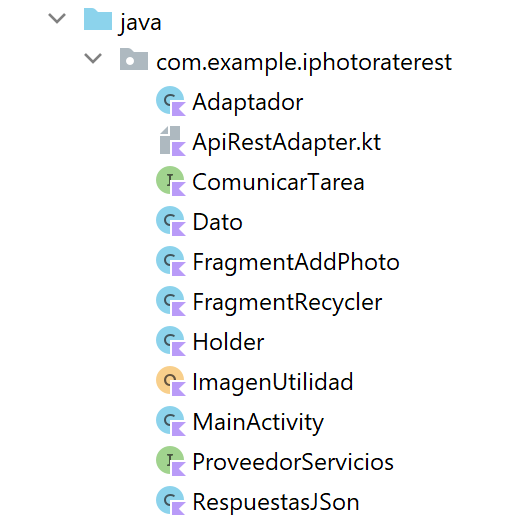 java
com.example.iphotoraterest
Adaptador
ApiRestAdapter.kt
ComunicarTarea
Dato
FragmentAddPhoto
FragmentRecycler
Holder
ImagenUtilidad
MainActivity
ProveedorServicios
RespuestasJSon